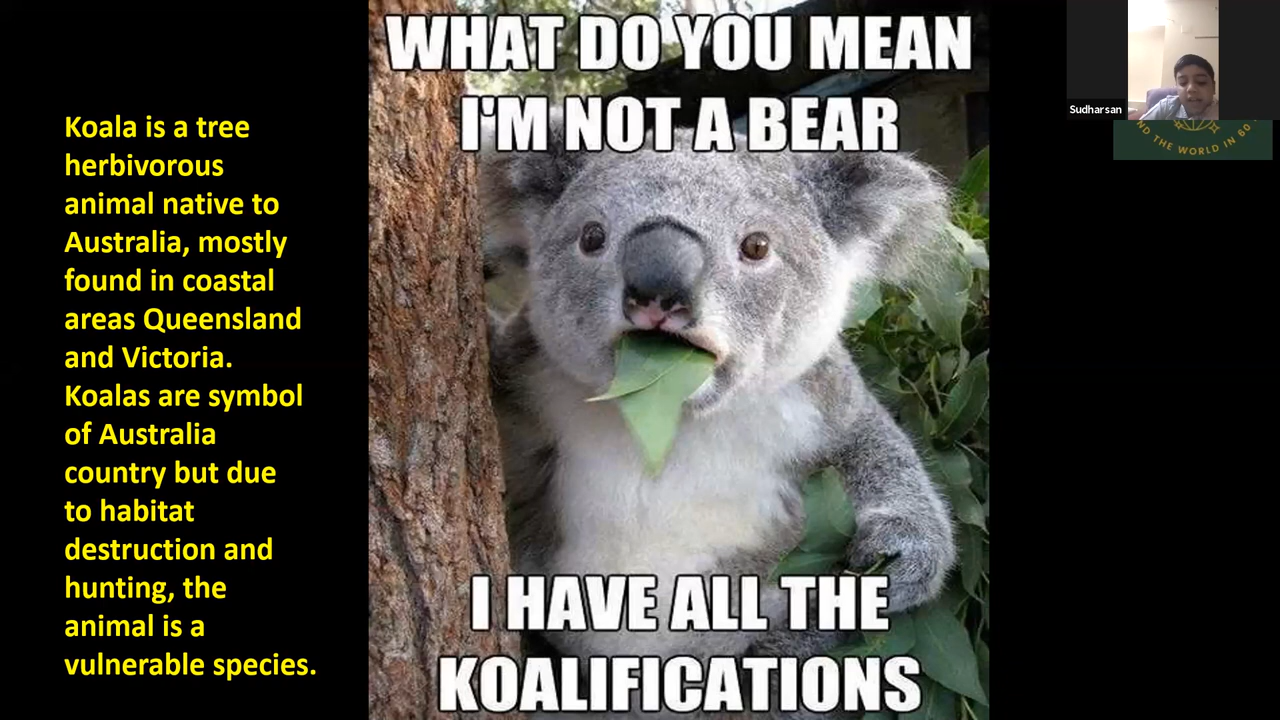 Koala is a tree
herbivorous
animal native to
Australia, mostly
found in coastal
areas Queensland
and Victoria.
Koalas are symbol
of Australia
country but due
to habitat
destruction and
hunting, the
animal is a
vulnerable species.
WHAT DO YOU MEAN
I'M NOT A BEAR
I HAVE ALL THE
KOALIFICATIONS
Sudharsan
THE WORLD IN 60